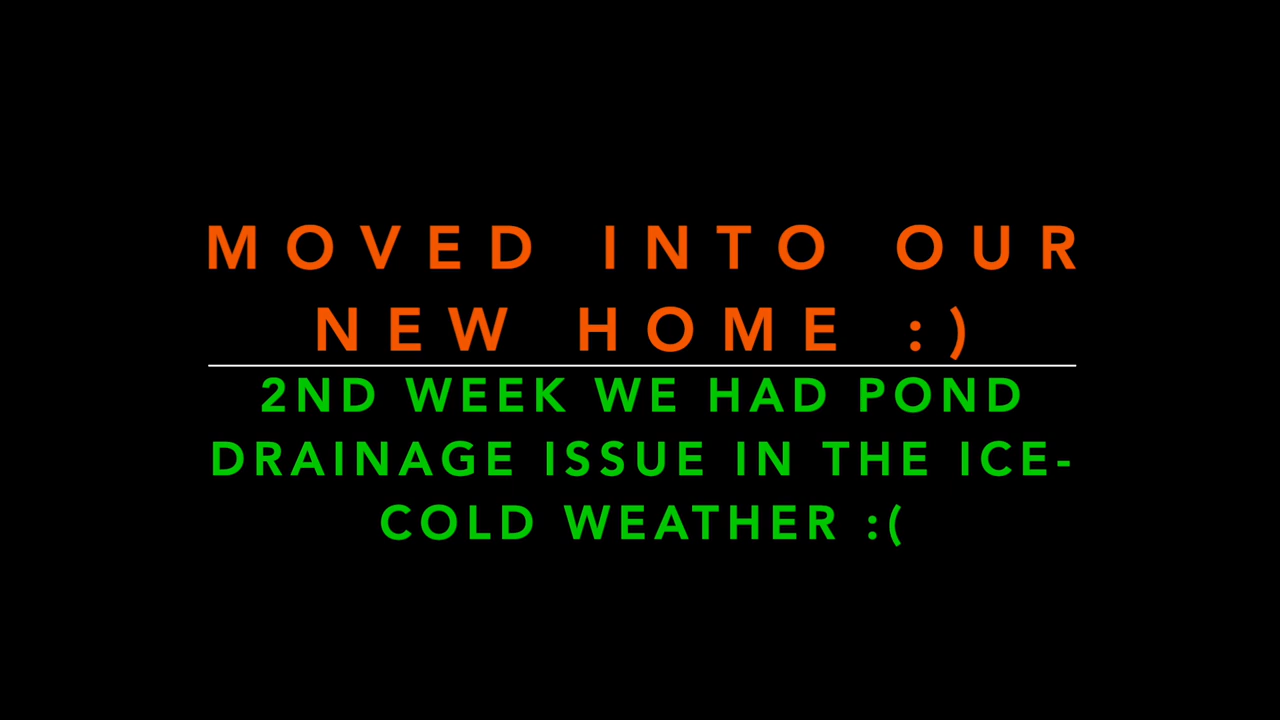 MOVED INTO OUR
NEW HOME :)
2ND WEEK WE HAD POND
DRAINAGE ISSUE IN THE ICE-
COLD WEATHER :(